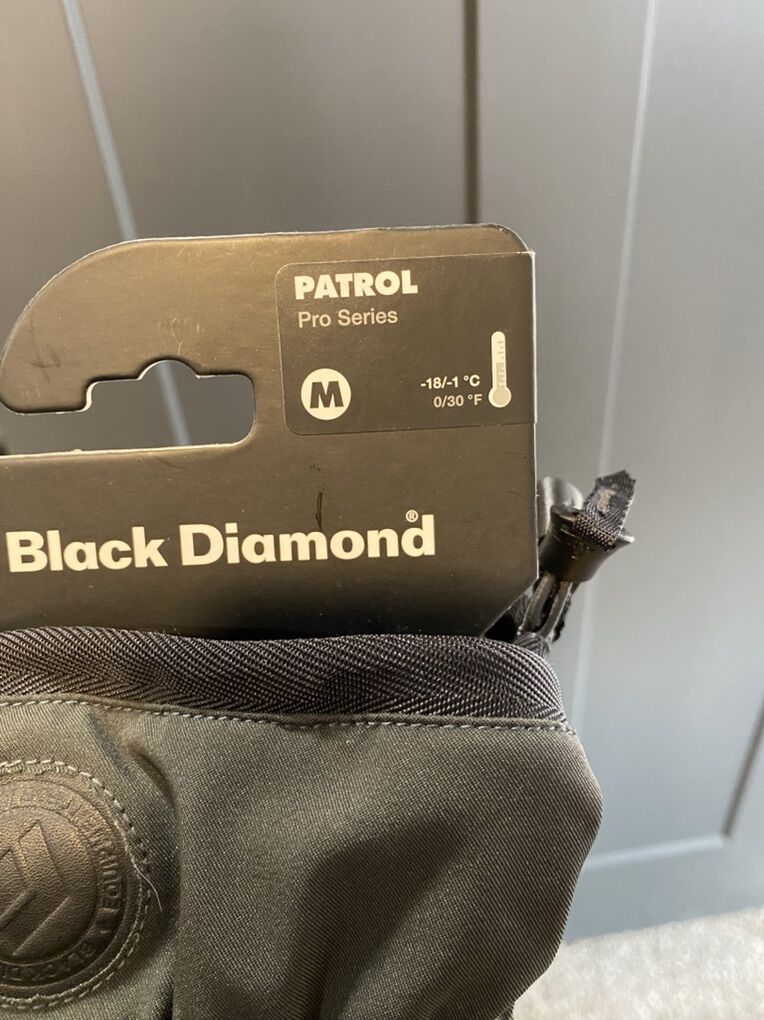 PATROL
Pro Series
M
-18/-1 °C
0/30 °F
Black Diamond®